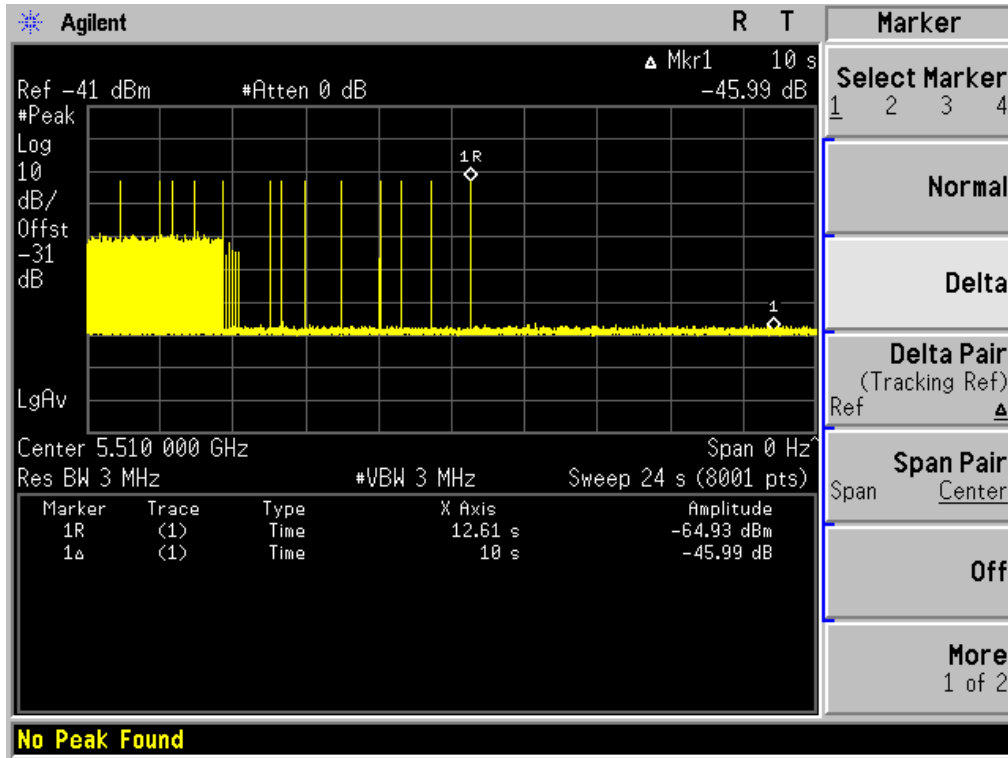 Agilent R T Marker
Δ Mkr1 10 s
Ref -41 dBm #Atten 0 dB -45.99 dB
#Peak
Log
10
dB/
Offst
-31
dB
LgAv
1R
1
Center 5.510 000 GHz Span 0 Hz^
Res BW 3 MHz #VBW 3 MHz Sweep 24 s (8001 pts)
Marker Trace Type X Axis Amplitude
1R (1) Time 12.61 s -64.93 dBm
1Δ (1) Time 10 s -45.99 dB
Select Marker
1 2 3 4
Normal
Delta
Delta Pair
(Tracking Ref)
Ref Δ
Span Pair
Span Center
Off
More
1 of 2
No Peak Found